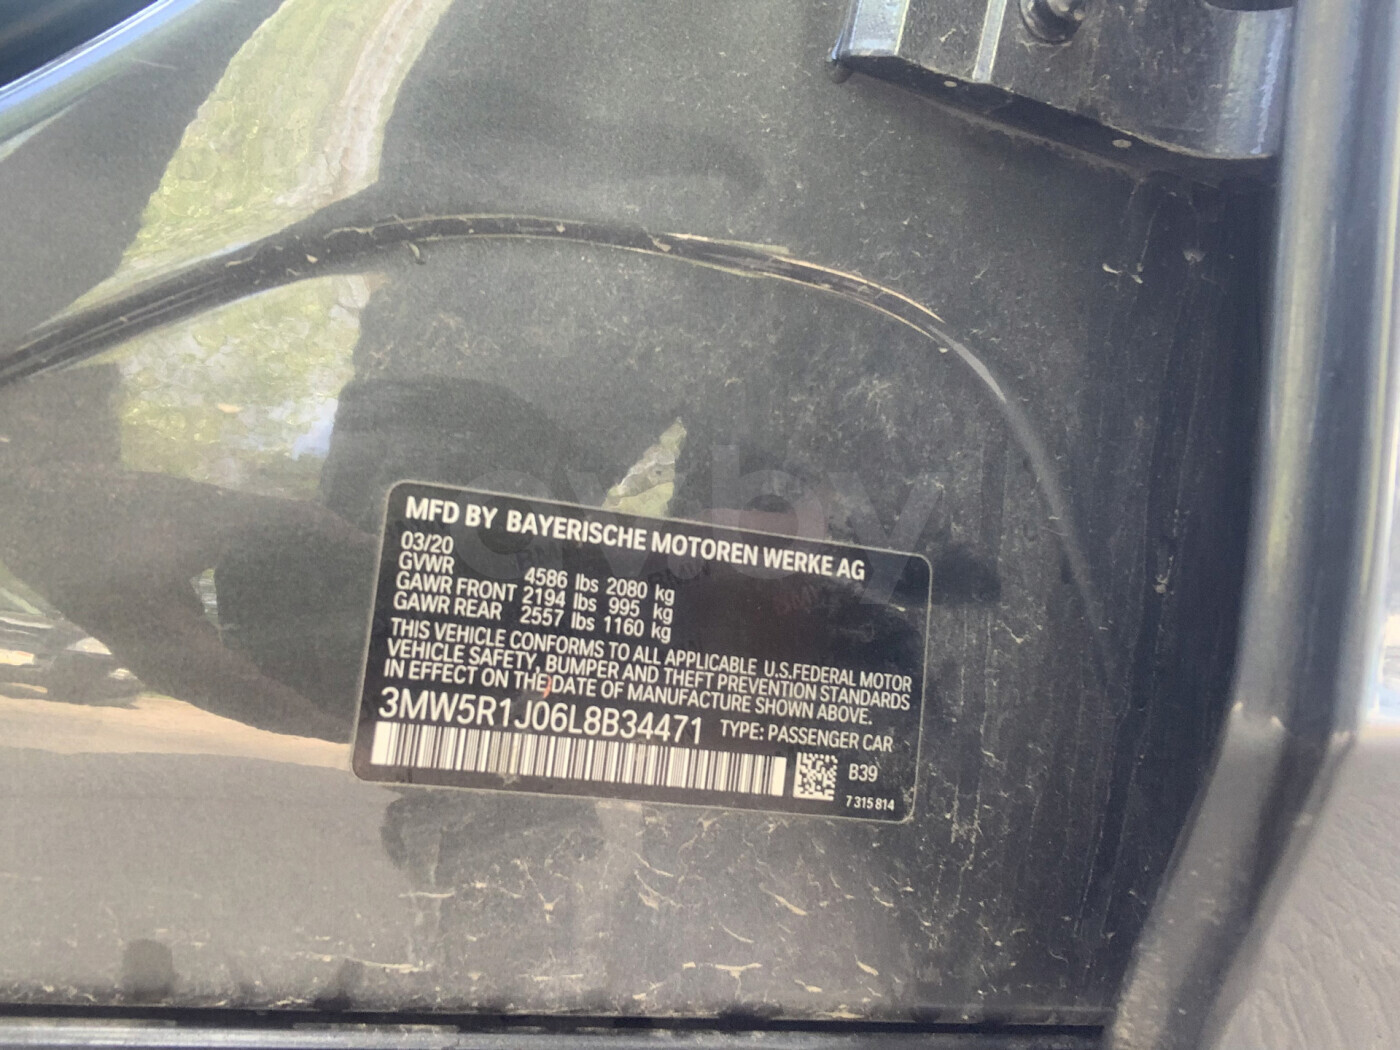 MFD BY BAYERISCHE MOTOREN WERKE AG
03/20
GVWR 4586 lbs 2080 kg
GAWR FRONT 2194 lbs 995 kg
GAWR REAR 2557 lbs 1160 kg
THIS VEHICLE CONFORMS TO ALL APPLICABLE U.S.FEDERAL MOTOR
VEHICLE SAFETY, BUMPER AND THEFT PREVENTION STANDARDS
IN EFFECT ON THE DATE OF MANUFACTURE SHOWN ABOVE.
3MW5R1J06L8B34471 TYPE: PASSENGER CAR
B39
7 315 814